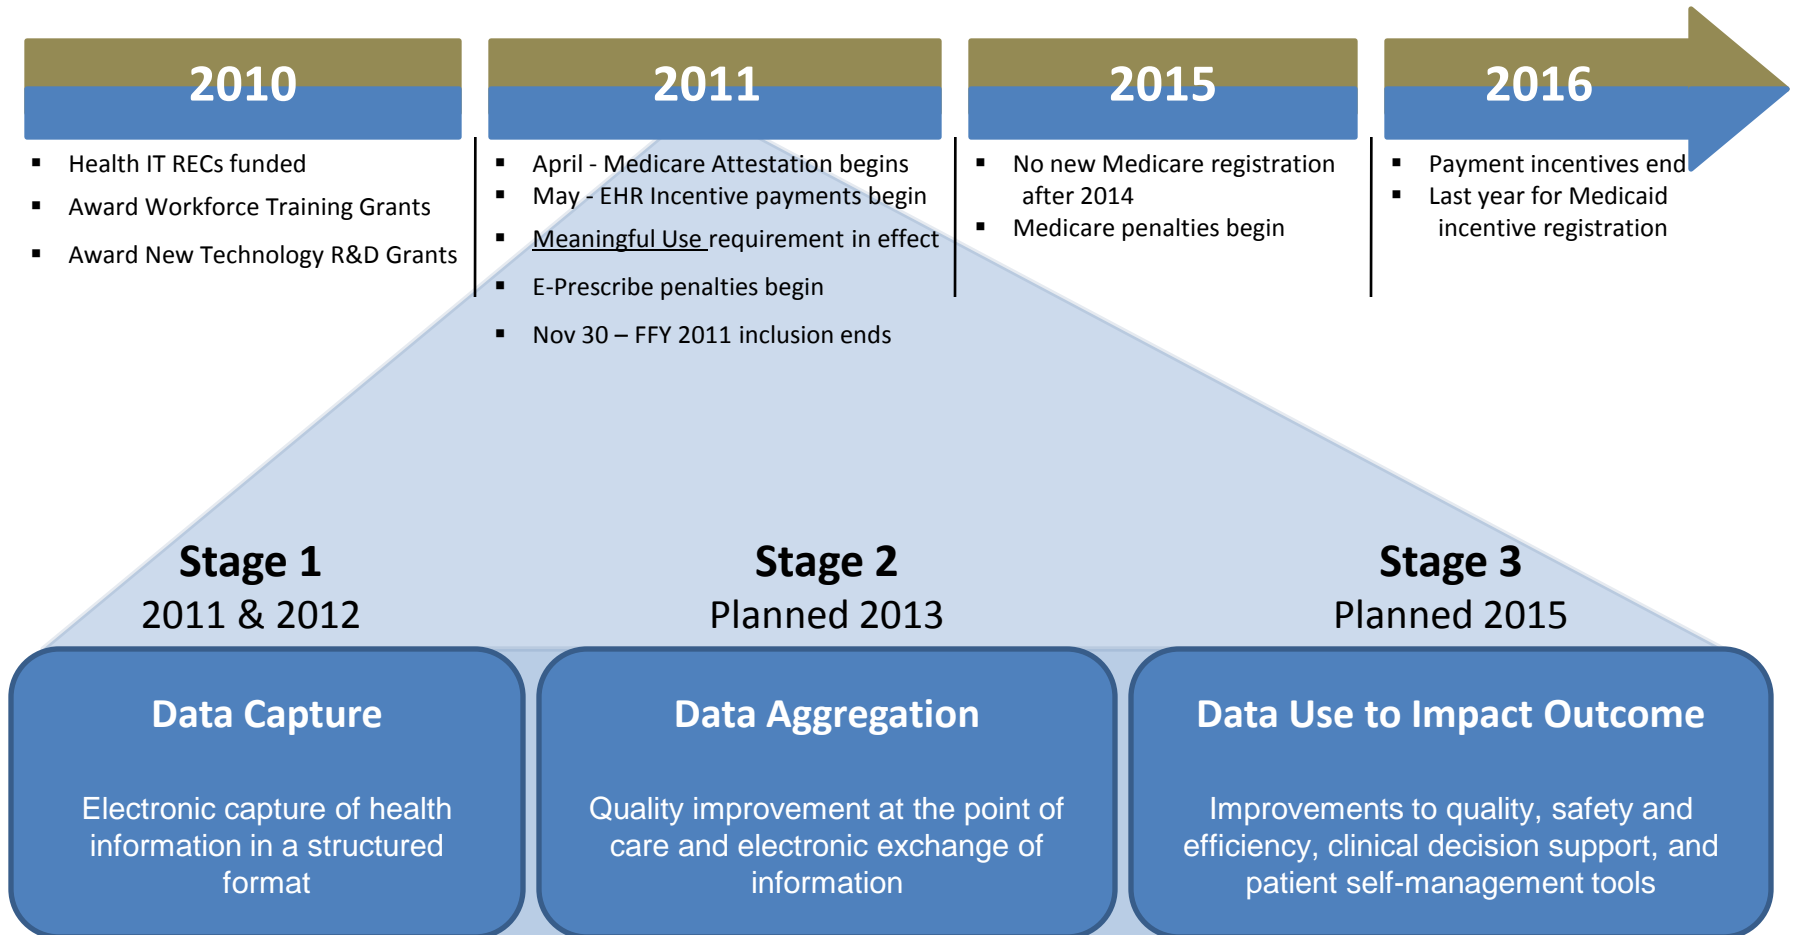 2010
▪ Health IT RECs funded
▪ Award Workforce Training Grants
▪ Award New Technology R&D Grants
2011
▪ April - Medicare Attestation begins
▪ May - EHR Incentive payments begin
▪ Meaningful Use requirement in effect
▪ E-Prescribe penalties begin
▪ Nov 30 – FFY 2011 inclusion ends
2015
▪ No new Medicare registration
after 2014
▪ Medicare penalties begin
2016
▪ Payment incentives end
▪ Last year for Medicaid
incentive registration
Stage 1
2011 & 2012
Data Capture
Electronic capture of health
information in a structured
format
Stage 2
Planned 2013
Data Aggregation
Quality improvement at the point of
care and electronic exchange of
information
Stage 3
Planned 2015
Data Use to Impact Outcome
Improvements to quality, safety and
efficiency, clinical decision support, and
patient self-management tools